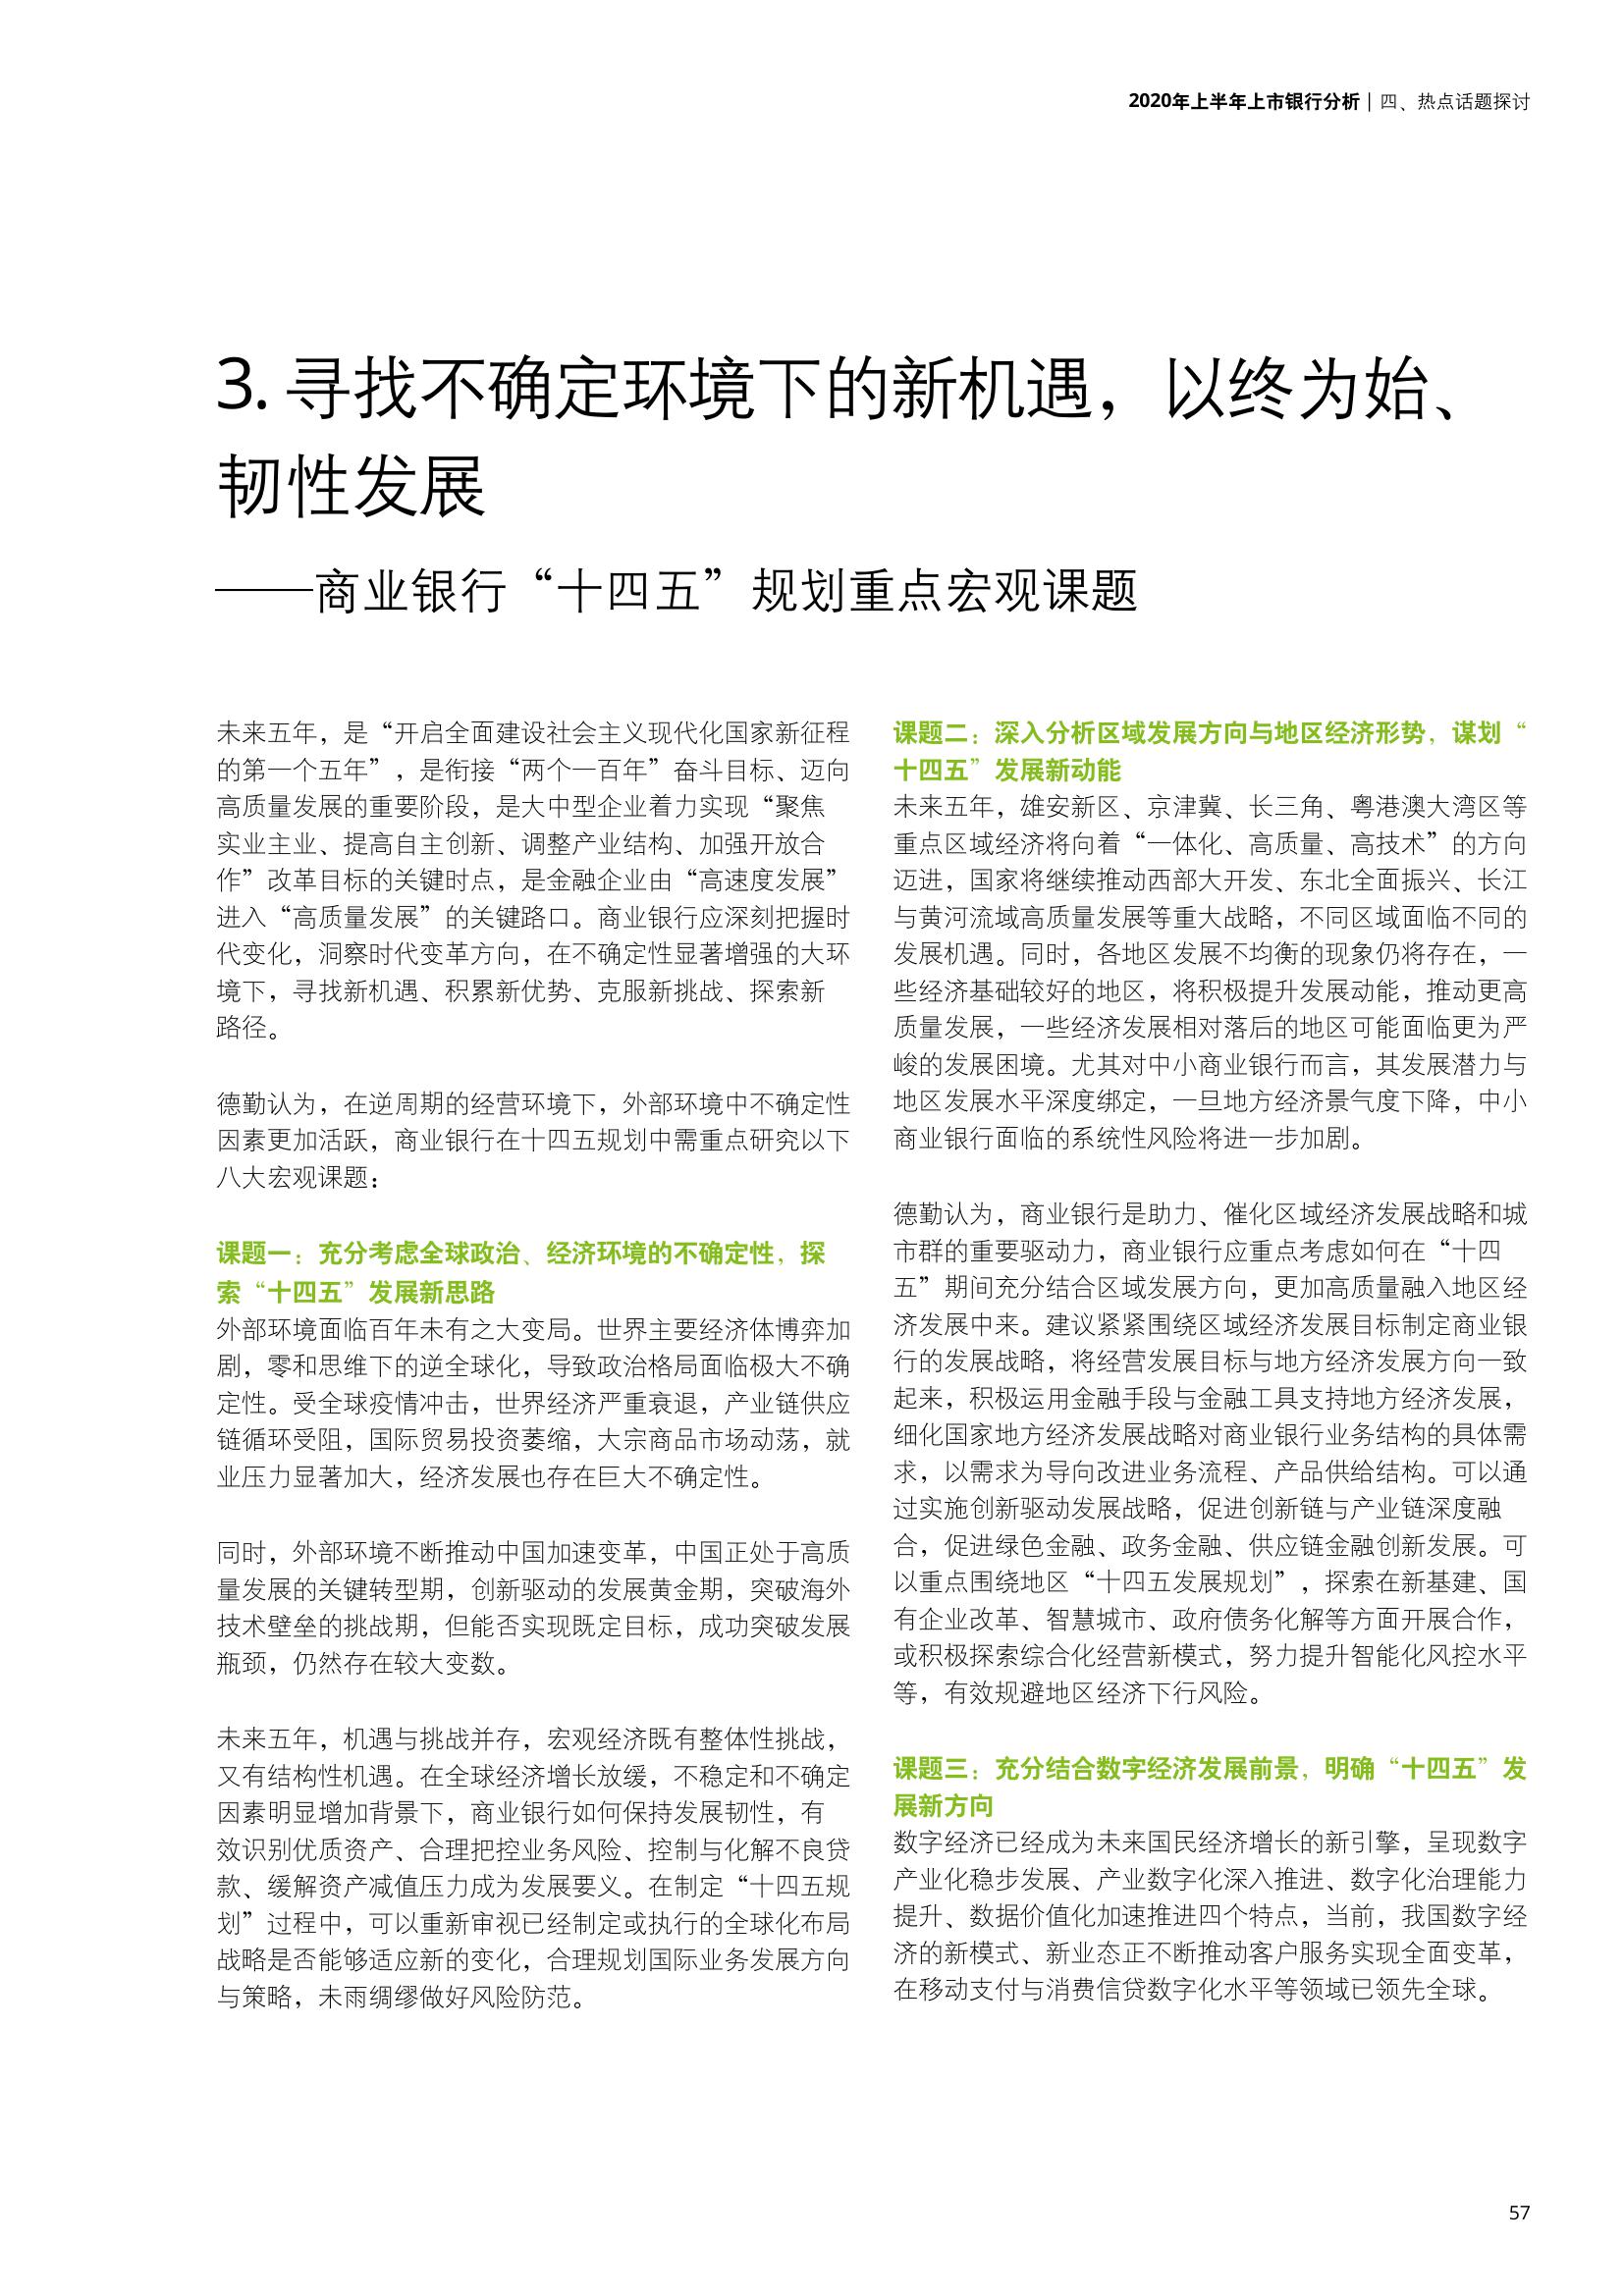 2020年上半年上市银行分析 | 四、热点话题探讨
3. 寻找不确定环境下的新机遇，以终为始、
韧性发展
——商业银行“十四五”规划重点宏观课题
未来五年，是“开启全面建设社会主义现代化国家新征程
的第一个五年”，是衔接“两个一百年”奋斗目标、迈向
高质量发展的重要阶段，是大中型企业着力实现“聚焦
实业主业、提高自主创新、调整产业结构、加强开放合
作”改革目标的关键时点，是金融企业由“高速度发展”
进入“高质量发展”的关键路口。商业银行应深刻把握时
代变化，洞察时代变革方向，在不确定性显著增强的大环
境下，寻找新机遇、积累新优势、克服新挑战、探索新
路径。
德勤认为，在逆周期的经营环境下，外部环境中不确定性
因素更加活跃，商业银行在十四五规划中需重点研究以下
八大宏观课题：
课题一：充分考虑全球政治、经济环境的不确定性，探
索“十四五”发展新思路
外部环境面临百年未有之大变局。世界主要经济体博弈加
剧，零和思维下的逆全球化，导致政治格局面临极大不确
定性。受全球疫情冲击，世界经济严重衰退，产业链供应
链循环受阻，国际贸易投资萎缩，大宗商品市场动荡，就
业压力显著加大，经济发展也存在巨大不确定性。
同时，外部环境不断推动中国加速变革，中国正处于高质
量发展的关键转型期，创新驱动的发展黄金期，突破海外
技术壁垒的挑战期，但能否实现既定目标，成功突破发展
瓶颈，仍然存在较大变数。
未来五年，机遇与挑战并存，宏观经济既有整体性挑战，
又有结构性机遇。在全球经济增长放缓，不稳定和不确定
因素明显增加背景下，商业银行如何保持发展韧性，有
效识别优质资产、合理把控业务风险、控制与化解不良贷
款、缓解资产减值压力成为发展要义。在制定“十四五规
划”过程中，可以重新审视已经制定或执行的全球化布局
战略是否能够适应新的变化，合理规划国际业务发展方向
与策略，未雨绸缪做好风险防范。
课题二：深入分析区域发展方向与地区经济形势，谋划“
十四五”发展新动能
未来五年，雄安新区、京津冀、长三角、粤港澳大湾区等
重点区域经济将向着“一体化、高质量、高技术”的方向
迈进，国家将继续推动西部大开发、东北全面振兴、长江
与黄河流域高质量发展等重大战略，不同区域面临不同的
发展机遇。同时，各地区发展不均衡的现象仍将存在，一
些经济基础较好的地区，将积极提升发展动能，推动更高
质量发展，一些经济发展相对落后的地区可能面临更为严
峻的发展困境。尤其对中小商业银行而言，其发展潜力与
地区发展水平深度绑定，一旦地方经济景气度下降，中小
商业银行面临的系统性风险将进一步加剧。
德勤认为，商业银行是助力、催化区域经济发展战略和城
市群的重要驱动力，商业银行应重点考虑如何在“十四
五”期间充分结合区域发展方向，更加高质量融入地区经
济发展中来。建议紧紧围绕区域经济发展目标制定商业银
行的发展战略，将经营发展目标与地方经济发展方向一致
起来，积极运用金融手段与金融工具支持地方经济发展，
细化国家地方经济发展战略对商业银行业务结构的具体需
求，以需求为导向改进业务流程、产品供给结构。可以通
过实施创新驱动发展战略，促进创新链与产业链深度融
合，促进绿色金融、政务金融、供应链金融创新发展。可
以重点围绕地区“十四五发展规划”，探索在新基建、国
有企业改革、智慧城市、政府债务化解等方面开展合作，
或积极探索综合化经营新模式，努力提升智能化风控水平
等，有效规避地区经济下行风险。
课题三：充分结合数字经济发展前景，明确“十四五”发
展新方向
数字经济已经成为未来国民经济增长的新引擎，呈现数字
产业化稳步发展、产业数字化深入推进、数字化治理能力
提升、数据价值化加速推进四个特点，当前，我国数字经
济的新模式、新业态正不断推动客户服务实现全面变革，
在移动支付与消费信贷数字化水平等领域已领先全球。
57